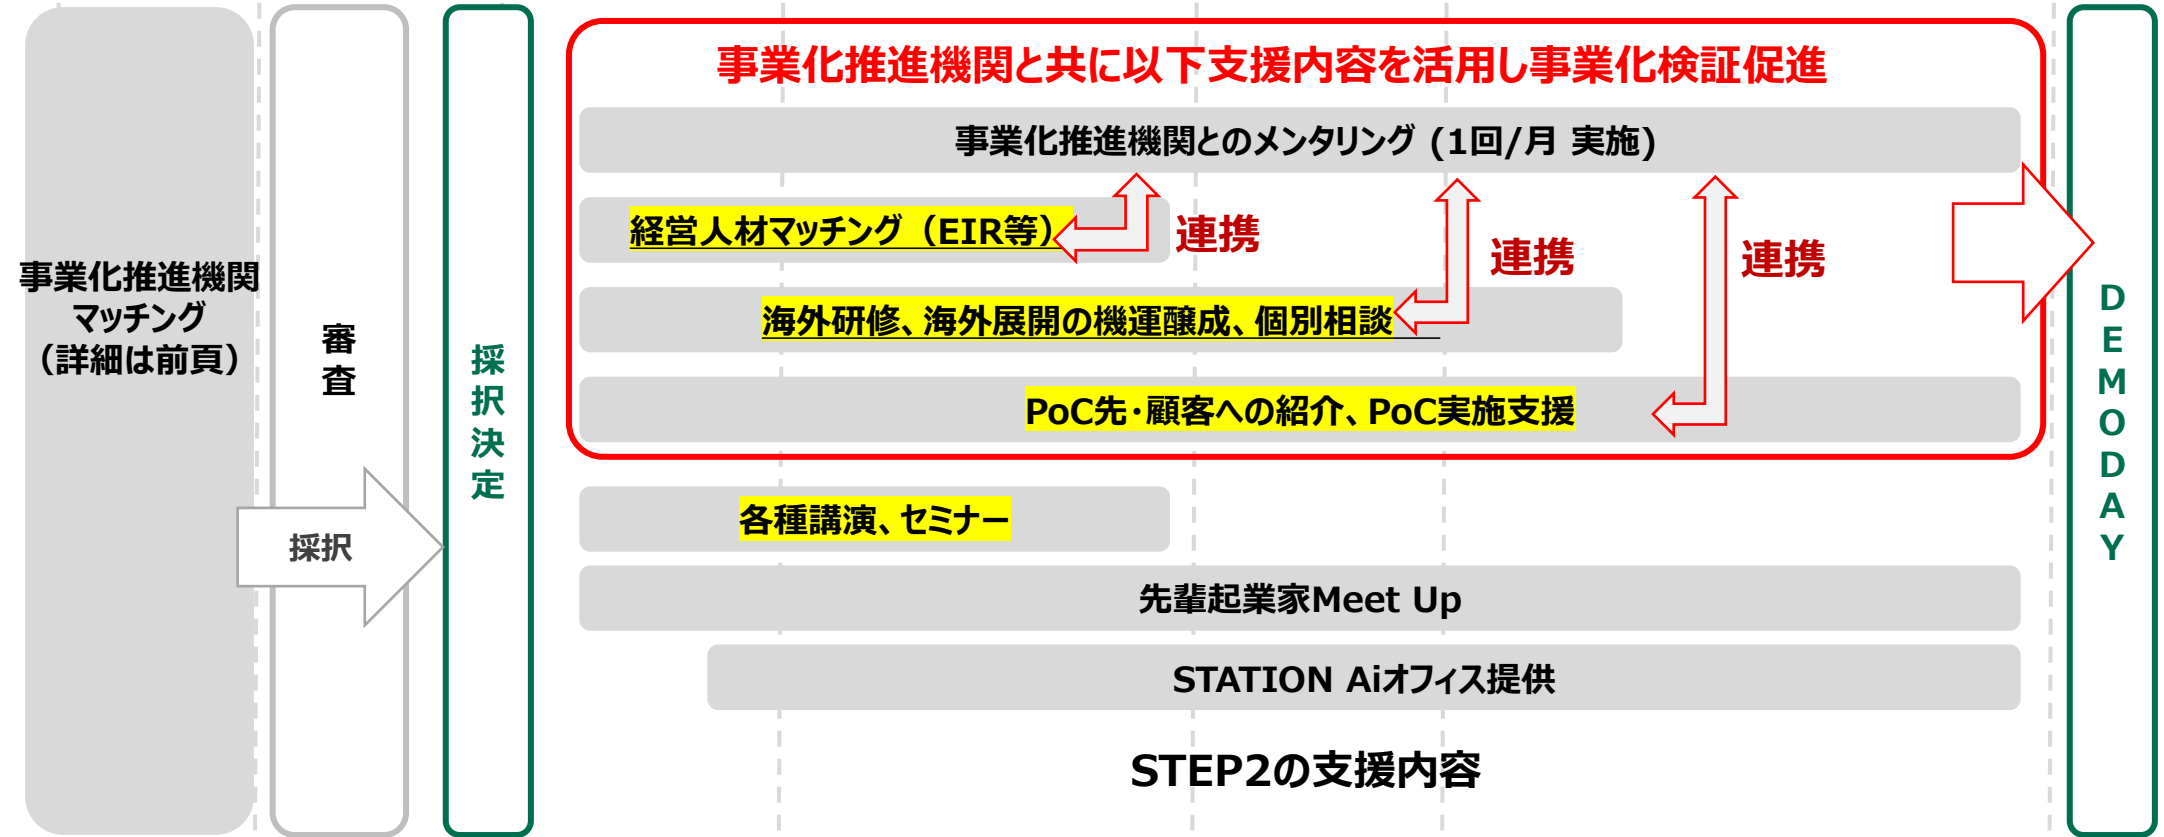 事業化推進機関
マッチング
（詳細は前頁）
審査
採択
採択決定
事業化推進機関と共に以下支援内容を活用し事業化検証促進
事業化推進機関とのメンタリング (1回/月 実施)
経営人材マッチング（EIR等）
連携
海外研修、海外展開の機運醸成、個別相談
連携
連携
PoC先・顧客への紹介、PoC実施支援
各種講演、セミナー
先輩起業家Meet Up
STATION Aiオフィス提供
STEP2の支援内容
DEMODAY